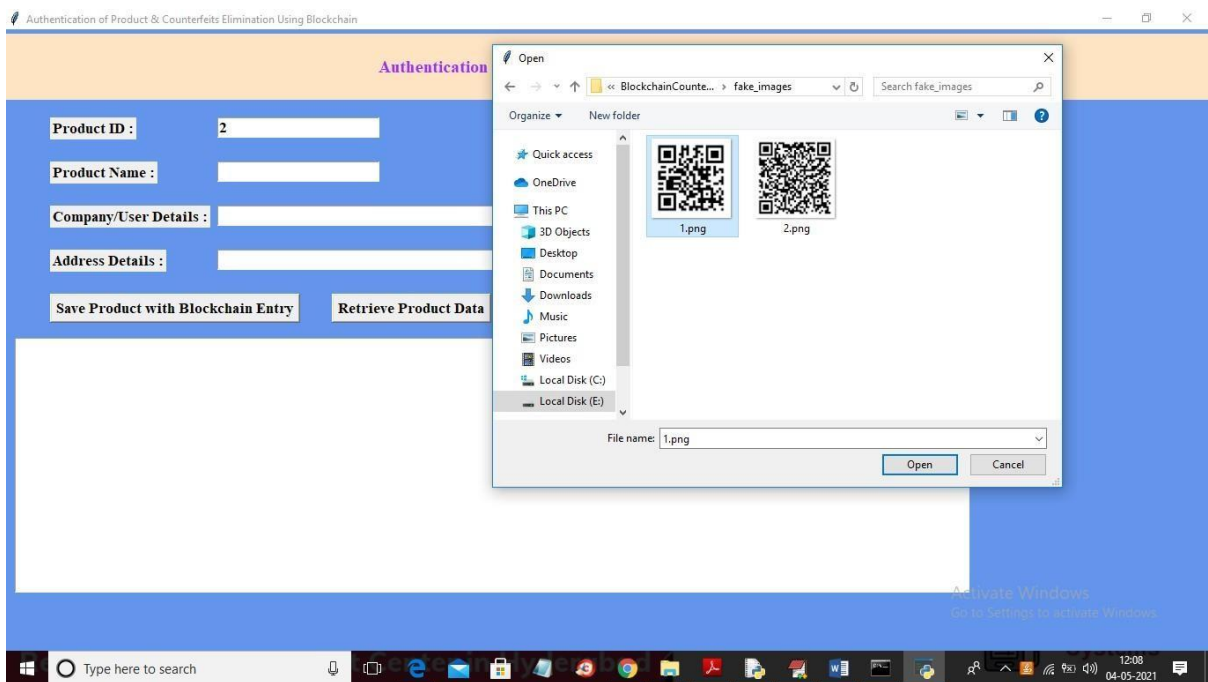 Authentication of Product & Counterfeits Elimination Using Blockchain
Authentication
Product ID :
2
Product Name :
Company/User Details :
Address Details :
Save Product with Blockchain Entry
Retrieve Product Data
Open
« BlockchainCounte... › fake_images
Search fake_images
Organize
New folder
Quick access
OneDrive
This PC
3D Objects
Desktop
Documents
Downloads
Music
Pictures
Videos
Local Disk (C:)
Local Disk (E:)
1.png
2.png
File name:
1.png
Open
Cancel
Activate Windows
Go to Settings to activate Windows.
Type here to search
12:08
04-05-2021